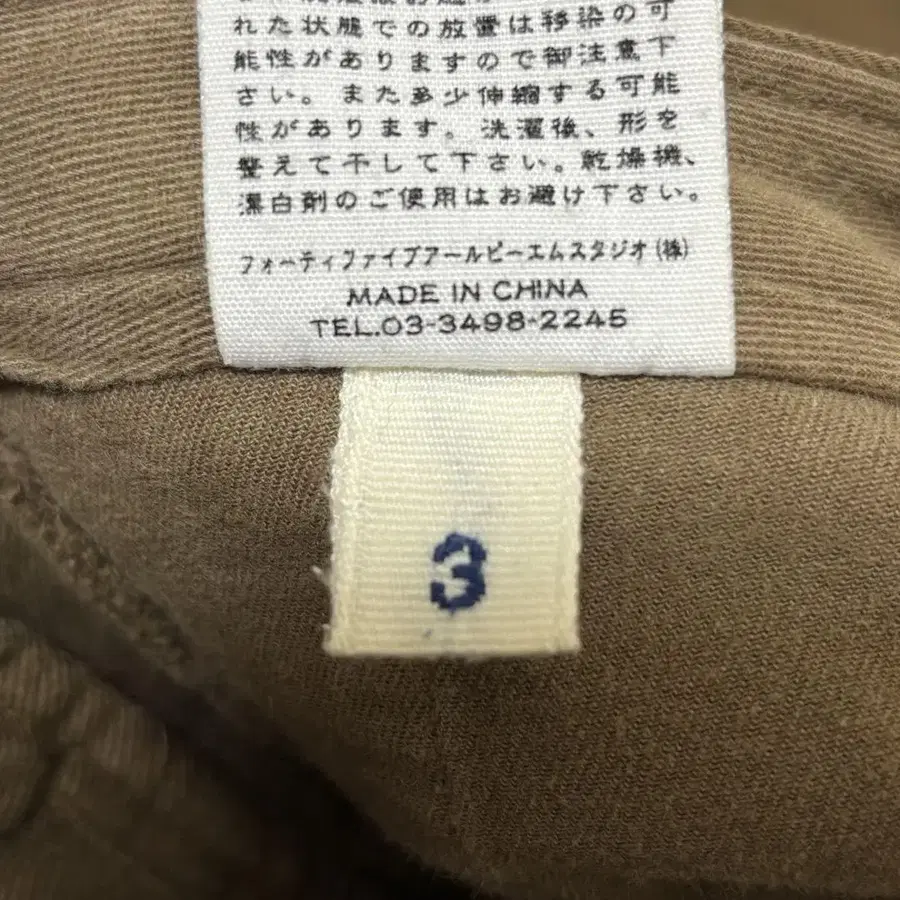 れた状態での放置は移染の可
能性がありますので御注意下
さい。また多少伸縮する可能
性があります。洗濯後、形を
整えて干して下さい。乾燥機、
漂白剤のご使用はお避け下さい。
フォーティファイブアールピーエムスタジオ(株)
MADE IN CHINA
TEL.03-3498-2245
3